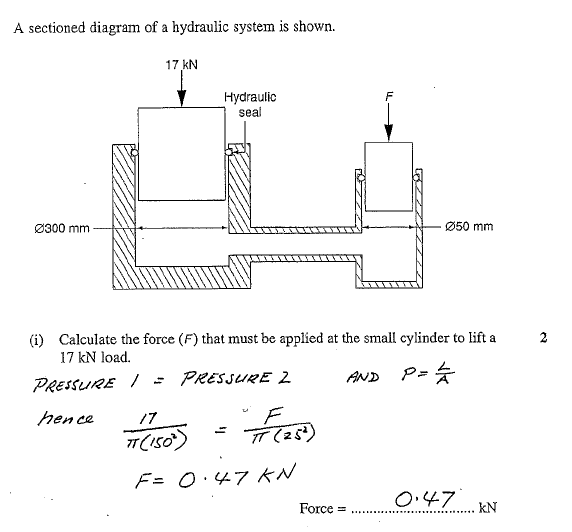 A sectioned diagram of a hydraulic system is shown.
17 kN
Hydraulic
seal
F
Ø300 mm
Ø50 mm
(i) Calculate the force (F) that must be applied at the small cylinder to lift a 2
17 kN load.
PRESSURE 1 = PRESSURE 2 AND P = L/A
hence 17/π(150²) = F/π(25²)
F = 0.47 KN
Force = .......... 0.47 .......... kN